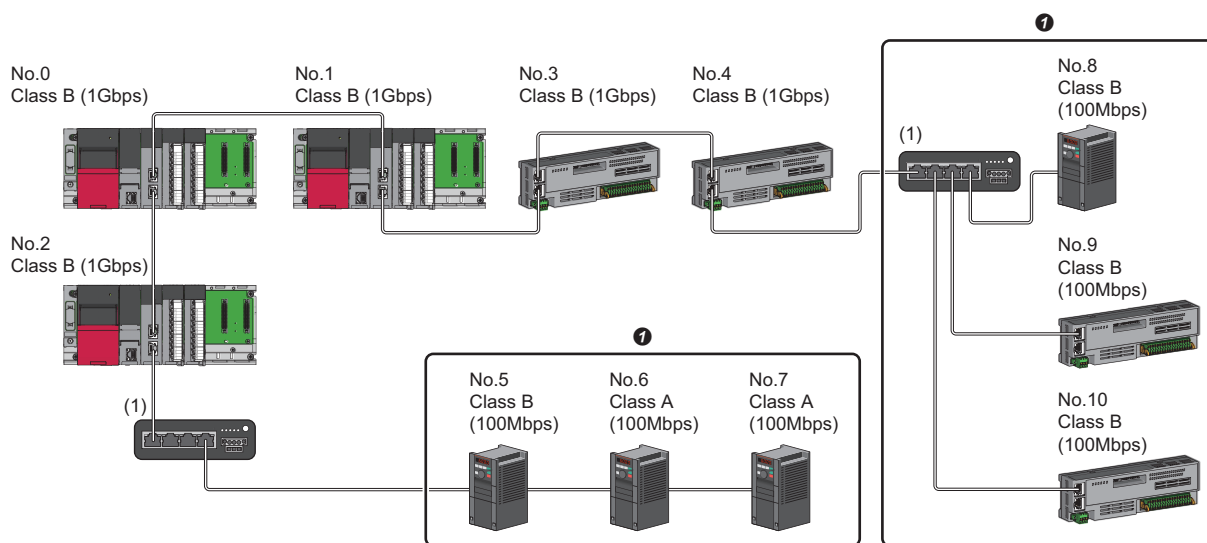 ❶
No.0
Class B (1Gbps)
No.1
Class B (1Gbps)
No.3
Class B (1Gbps)
No.4
Class B (1Gbps)
No.8
Class B
(100Mbps)
(1)
No.2
Class B (1Gbps)
No.9
Class B
(100Mbps)
❶
No.5
Class B
(100Mbps)
No.6
Class A
(100Mbps)
No.7
Class A
(100Mbps)
(1)
No.10
Class B
(100Mbps)